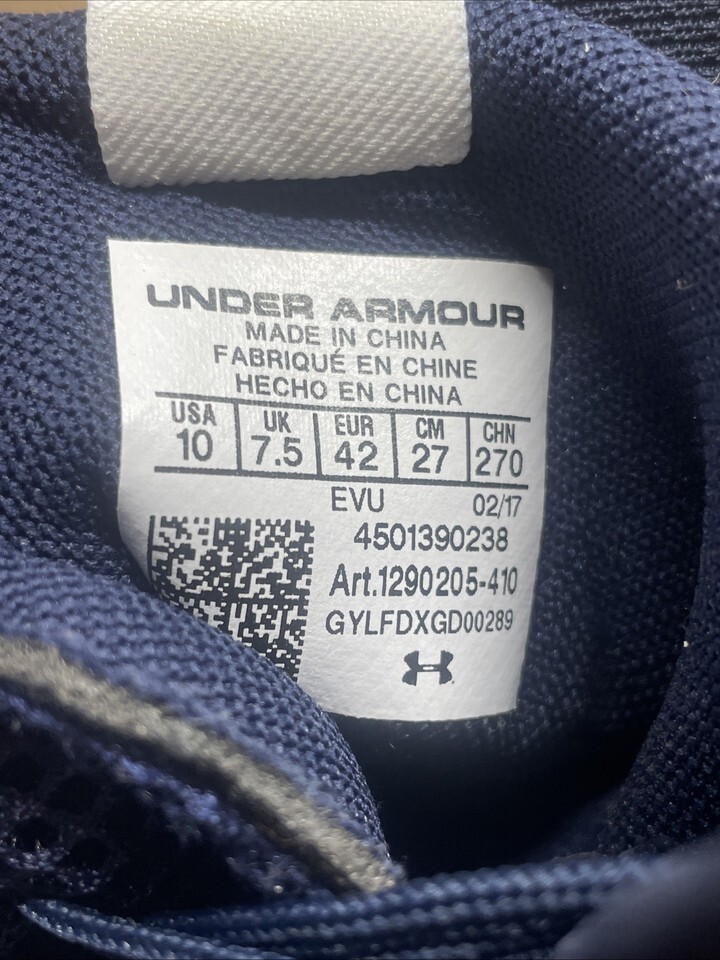 UNDER ARMOUR
MADE IN CHINA
FABRIQUÉ EN CHINE
HECHO EN CHINA
USA UK EUR CM CHN
10 7.5 42 27 270
EVU 02/17
4501390238
Art.1290205-410
GYLFDXGD00289